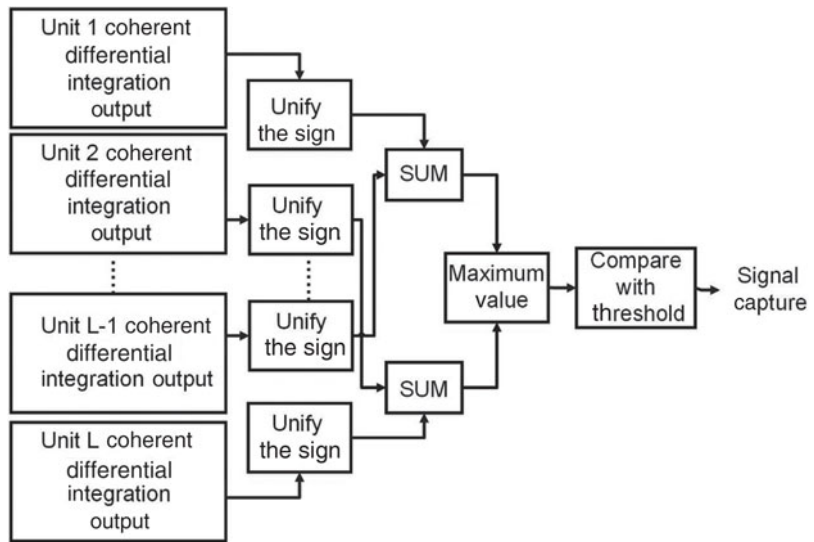 Unit 1 coherent
differential
integration
output
Unify
the sign
Unit 2 coherent
differential
integration
output
Unify
the sign
SUM
Unit L-1 coherent
differential
integration output
Unify
the sign
Maximum
value
Compare
with
threshold
Signal
capture
SUM
Unit L coherent
differential
integration
output
Unify
the sign